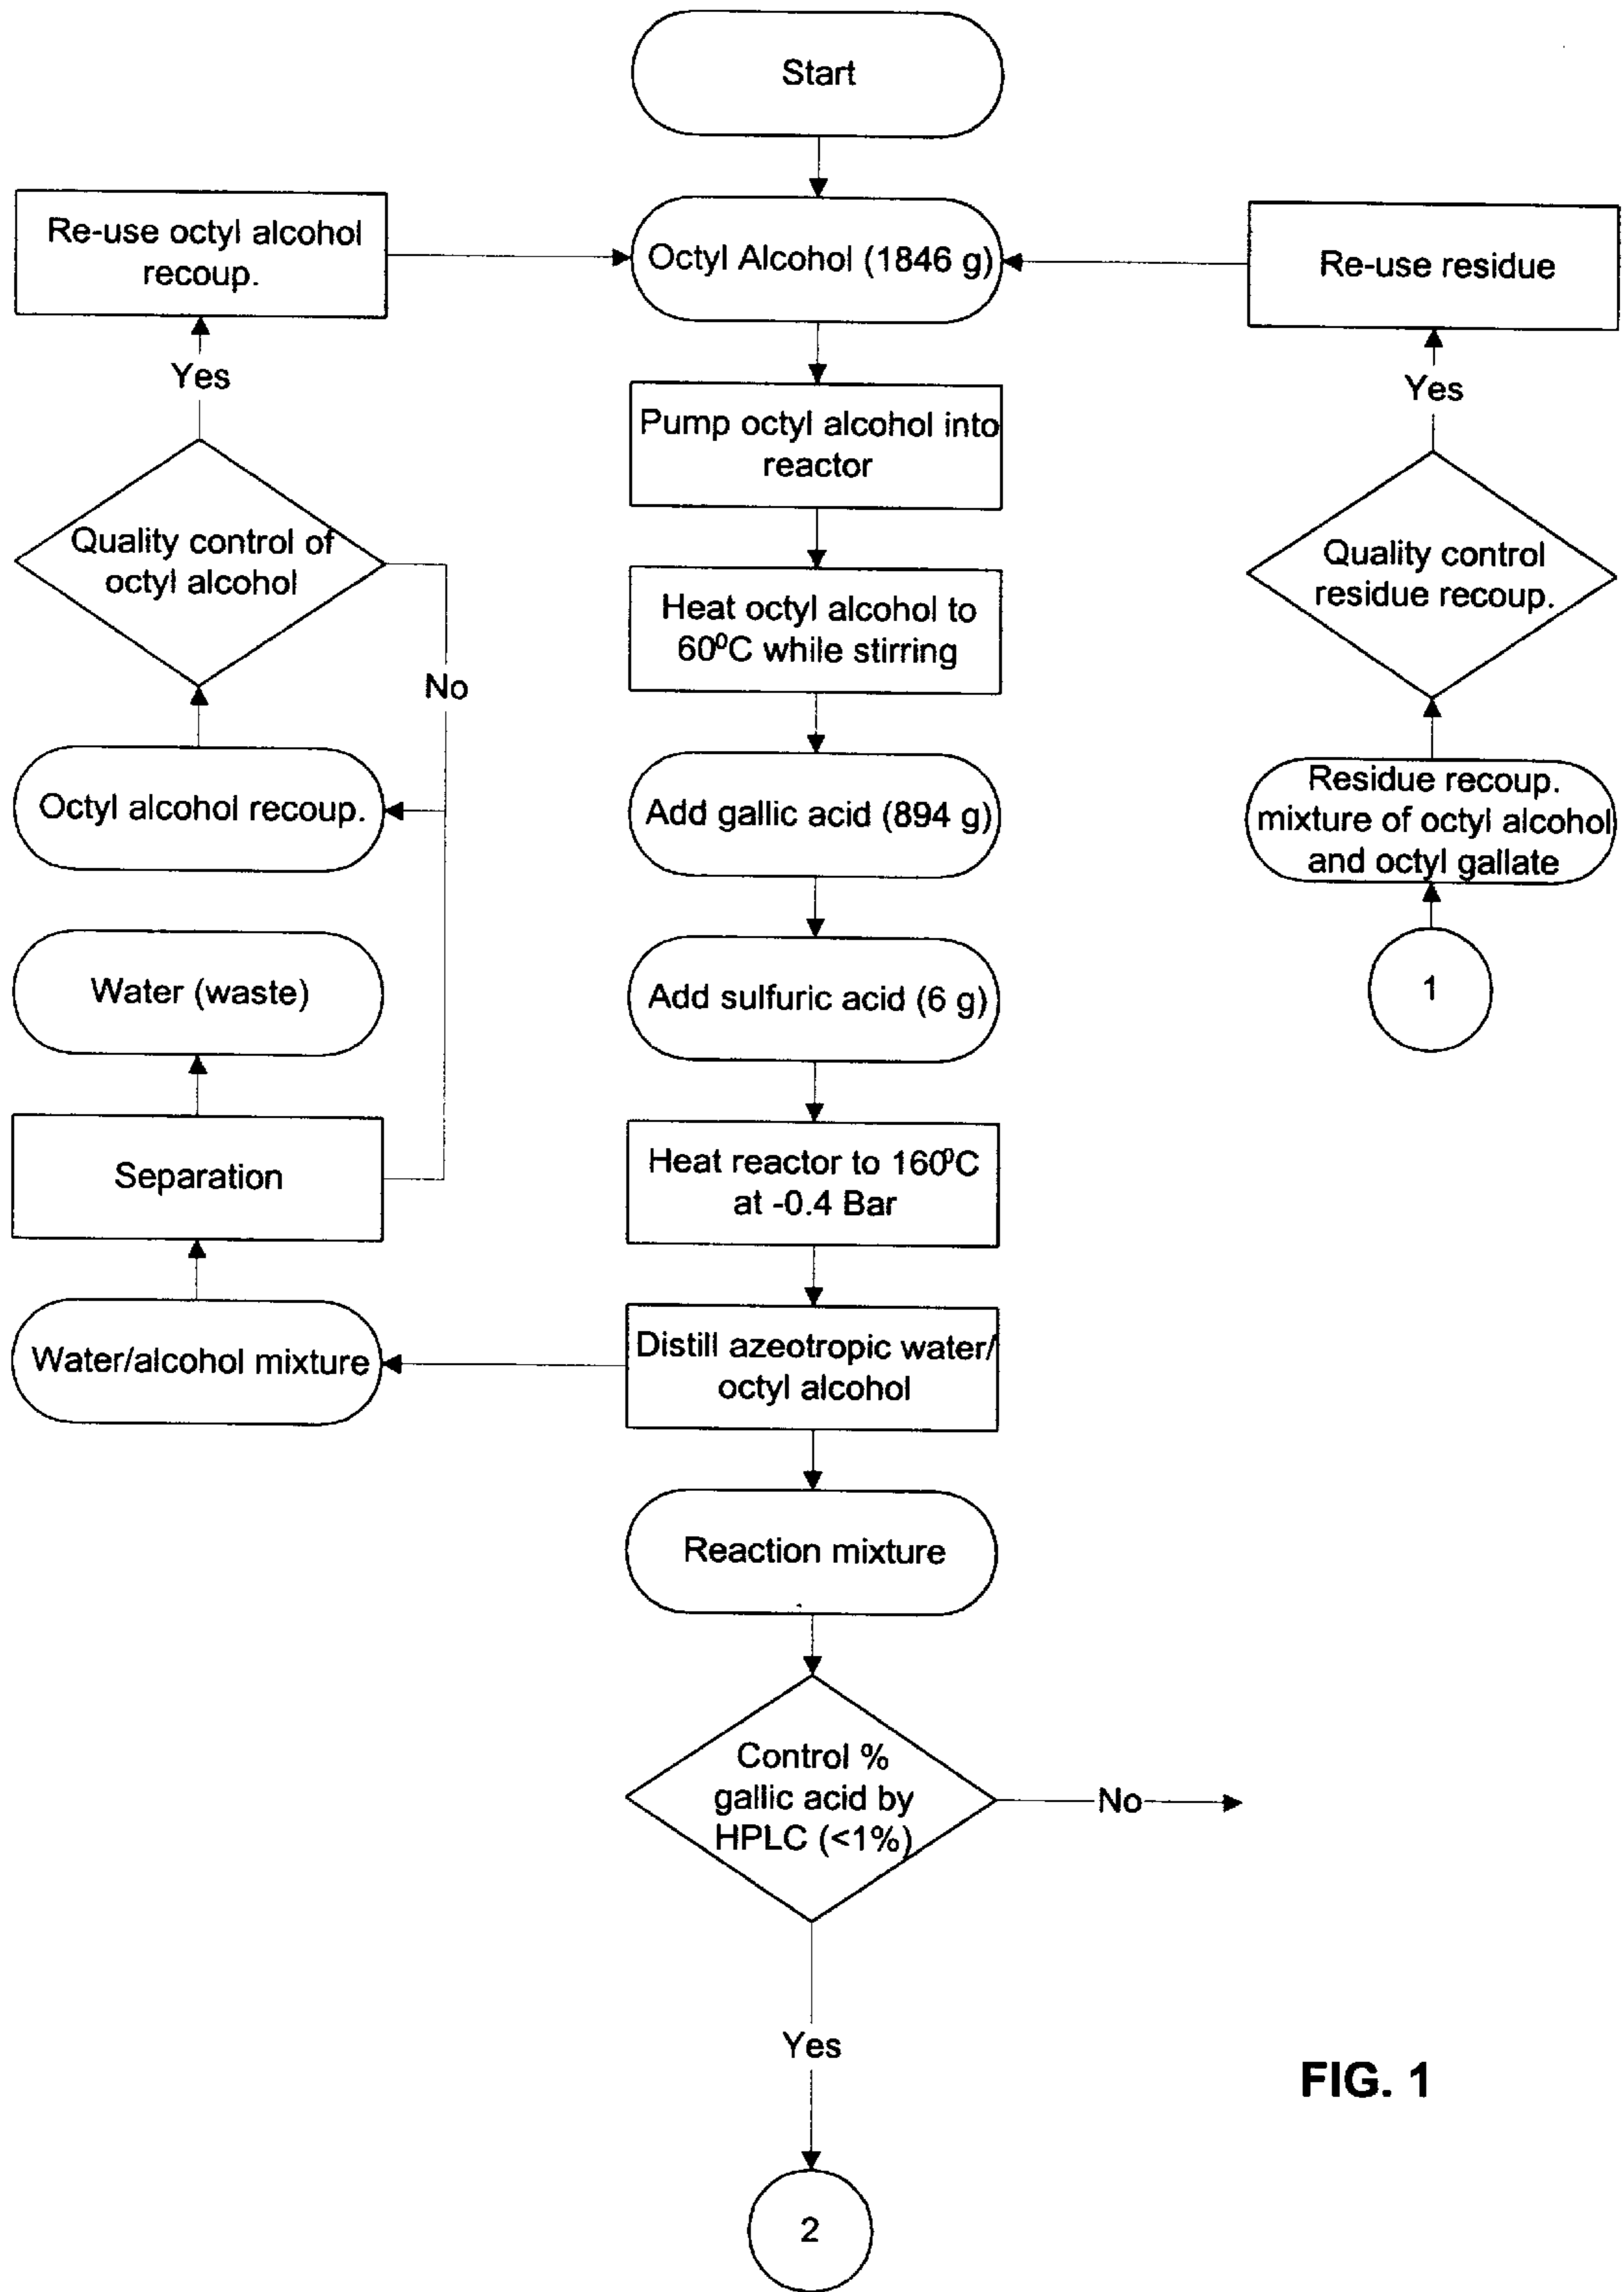 Start
Re-use octyl alcohol
recoup.
Octyl Alcohol (1846 g)
Re-use residue
Yes
Yes
Pump octyl alcohol into
reactor
Quality control of
octyl alcohol
Quality control
residue recoup.
Heat octyl alcohol to
60⁰C while stirring
No
Octyl alcohol recoup.
Add gallic acid (894 g)
Residue recoup.
mixture of octyl alcohol
and octyl gallate
Water (waste)
Add sulfuric acid (6 g)
1
Separation
Heat reactor to 160⁰C
at -0.4 Bar
Water/alcohol mixture
Distill azeotropic water/
octyl alcohol
Reaction mixture
Control %
gallic acid by
HPLC (<1%)
No
Yes
FIG. 1
2